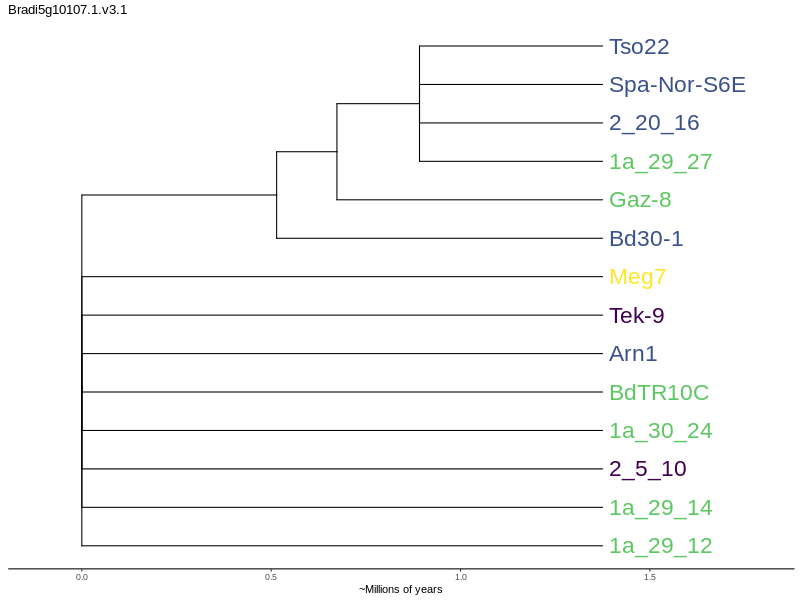 Bradi5g10107.1.v3.1
Tso22
Spa-Nor-S6E
2_20_16
1a_29_27
Gaz-8
Bd30-1
Meg7
Tek-9
Arn1
BdTR10C
1a_30_24
2_5_10
1a_29_14
1a_29_12
0.0 0.5 1.0 1.5
~Millions of years